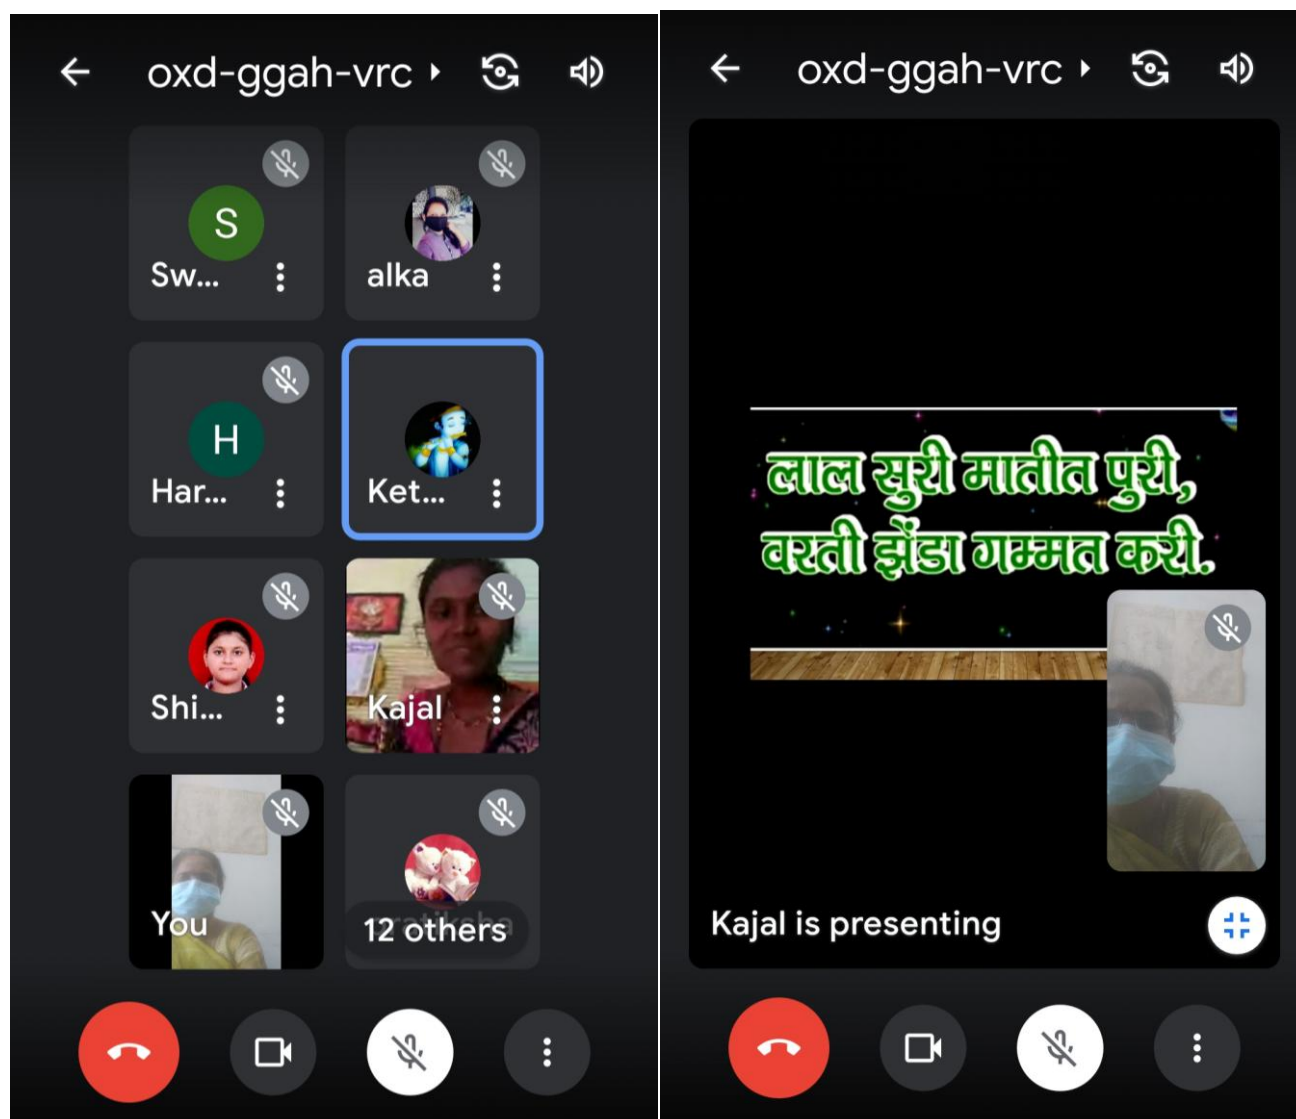 oxd-ggah-vrc
S
Sw...
alka
H
Har...
Ket...
Shi...
Kajal
You
pratiksha
12 others
oxd-ggah-vrc
लाल सुरी मातीत पुरी,
वरती झेंडा गम्मत करी.
Kajal is presenting